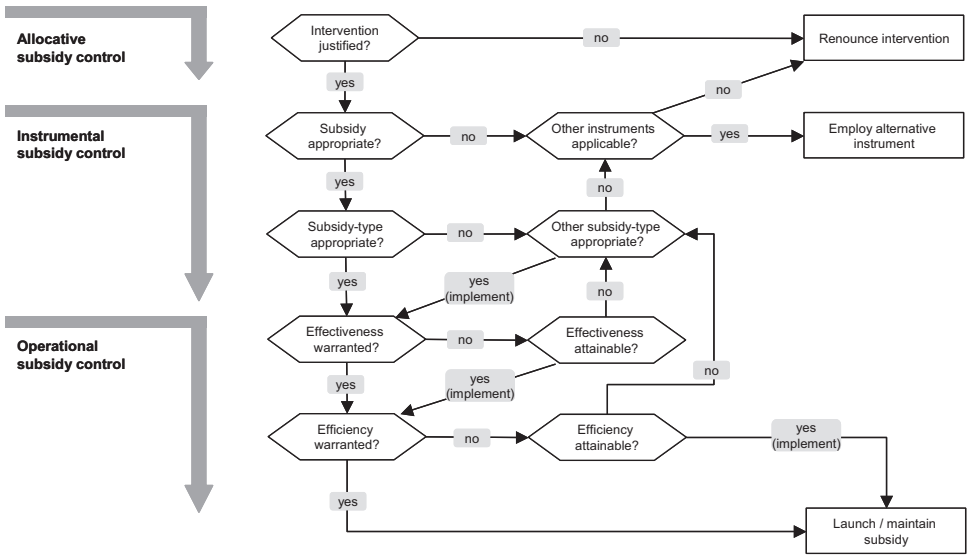 Allocative
subsidy control
Intervention
justified?
no
Renounce intervention
yes
no
Instrumental
subsidy control
Subsidy
appropriate?
no
Other instruments
applicable?
yes
Employ alternative
instrument
yes
no
Subsidy-type
appropriate?
no
Other subsidy-type
appropriate?
yes
yes
(implement)
no
Operational
subsidy control
Effectiveness
warranted?
no
Effectiveness
attainable?
yes
yes
(implement)
no
Efficiency
warranted?
no
Efficiency
attainable?
yes
(implement)
yes
Launch / maintain
subsidy